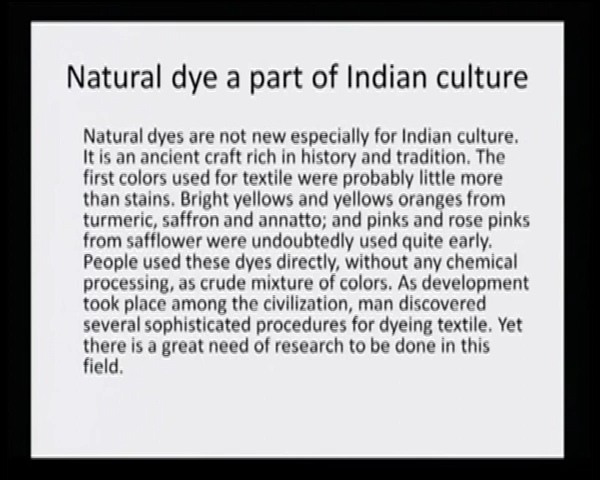 Natural dye a part of Indian culture
Natural dyes are not new especially for Indian culture.
It is an ancient craft rich in history and tradition. The
first colors used for textile were probably little more
than stains. Bright yellows and yellows oranges from
turmeric, saffron and annatto; and pinks and rose pinks
from safflower were undoubtedly used quite early.
People used these dyes directly, without any chemical
processing, as crude mixture of colors. As development
took place among the civilization, man discovered
several sophisticated procedures for dyeing textile. Yet
there is a great need of research to be done in this
field.